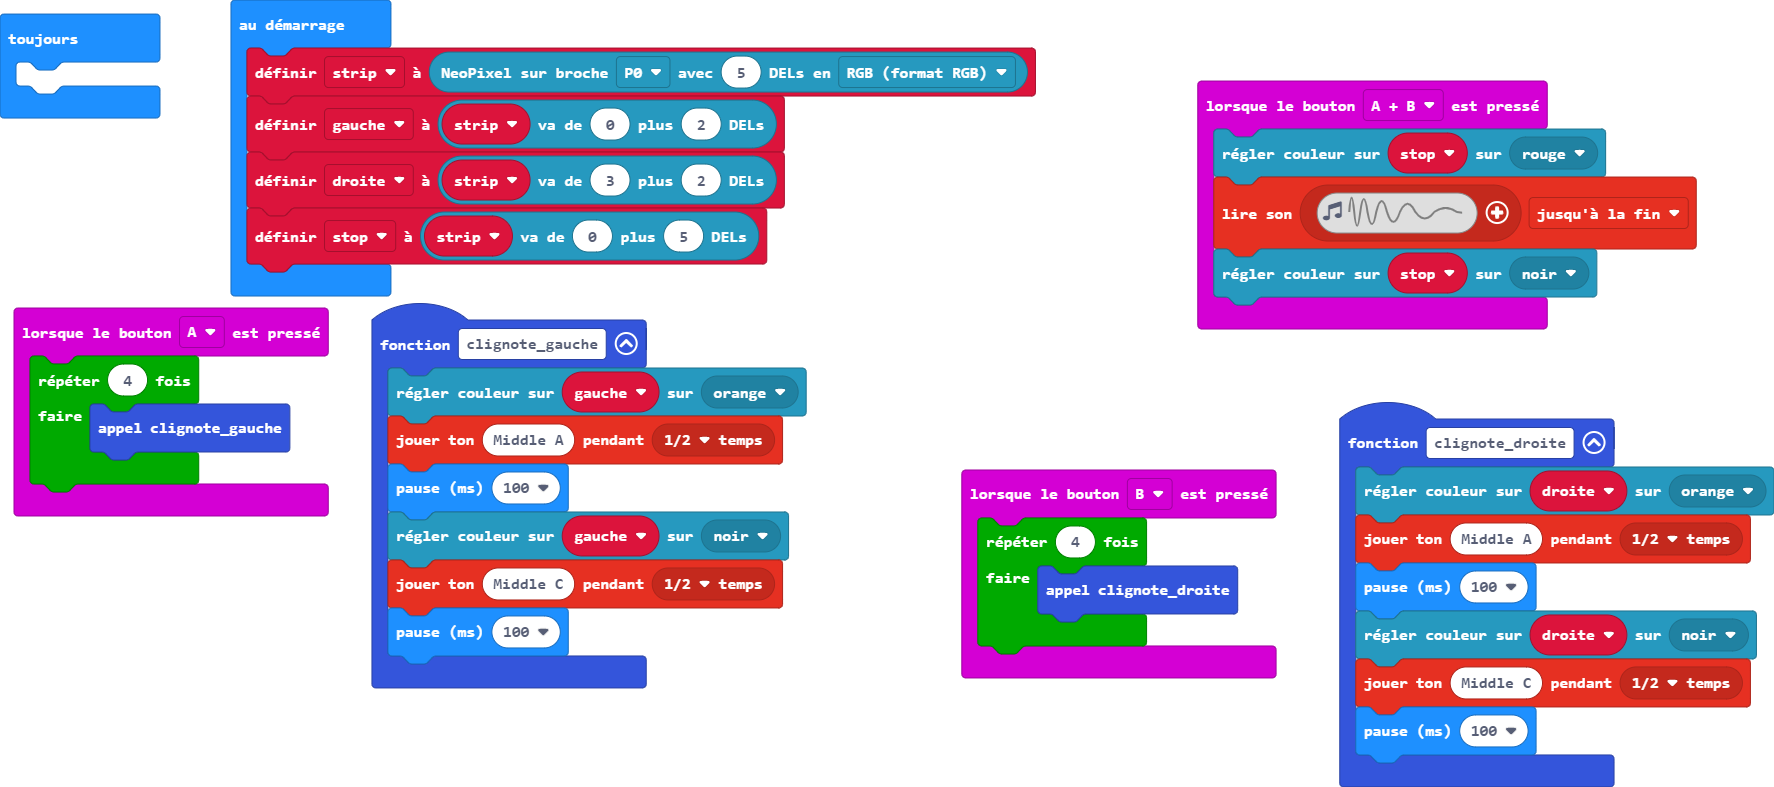 toujours
au démarrage
définir strip à NeoPixel sur broche P0 avec 5 DELs en RGB (format RGB)
définir gauche à strip va de 0 plus 2 DELs
définir droite à strip va de 3 plus 2 DELs
définir stop à strip va de 0 plus 5 DELs
lorsque le bouton A + B est pressé
régler couleur sur stop sur rouge
lire son jusqu'à la fin
régler couleur sur stop sur noir
lorsque le bouton A est pressé
répéter 4 fois
faire appel clignote_gauche
fonction clignote_gauche
régler couleur sur gauche sur orange
jouer ton Middle A pendant 1/2 temps
pause (ms) 100
régler couleur sur gauche sur noir
jouer ton Middle C pendant 1/2 temps
pause (ms) 100
lorsque le bouton B est pressé
répéter 4 fois
faire appel clignote_droite
fonction clignote_droite
régler couleur sur droite sur orange
jouer ton Middle A pendant 1/2 temps
pause (ms) 100
régler couleur sur droite sur noir
jouer ton Middle C pendant 1/2 temps
pause (ms) 100